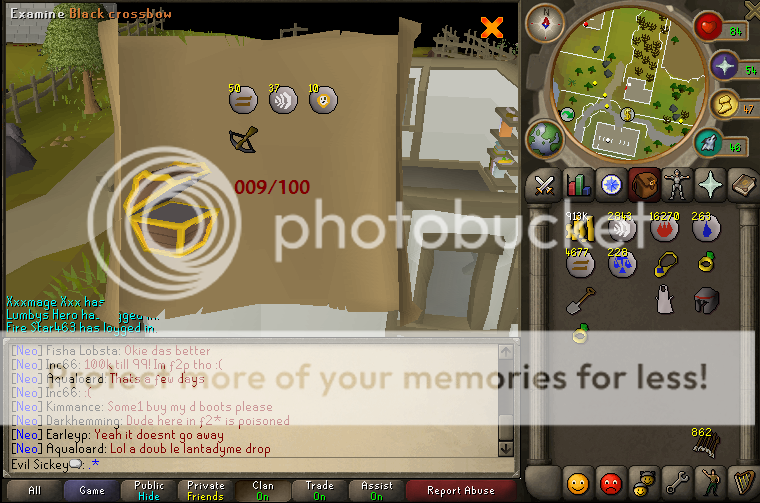 Examine Black crossbow
50 37 10
009/100
photobucket
Protect more of your memories for less!
Xxxmage Xxx has
Lumbys Hero has logged in.
Fire Star463 has logged in.
[Neo] Fisha Lobsta: Okie das better
[Neo] Inc66: 100k till 99! Im f2p tho :(
[Neo] Aqualoard: Thats a few days
[Neo] Inc66: :(
[Neo] Kimmance: Some1 buy my d boots please
[Neo] Darkhemming: Dude here in f2* is poisoned
[Neo] Earleyp: Yeah it doesnt go away
[Neo] Aqualoard: Lol a doub le lantadyme drop
Evil Sickey: .*
All Game Public Hide Private Friends Clan On Trade On Assist On Report Abuse
84
54
47
46
913K 2843 16270 263
4677 228
862